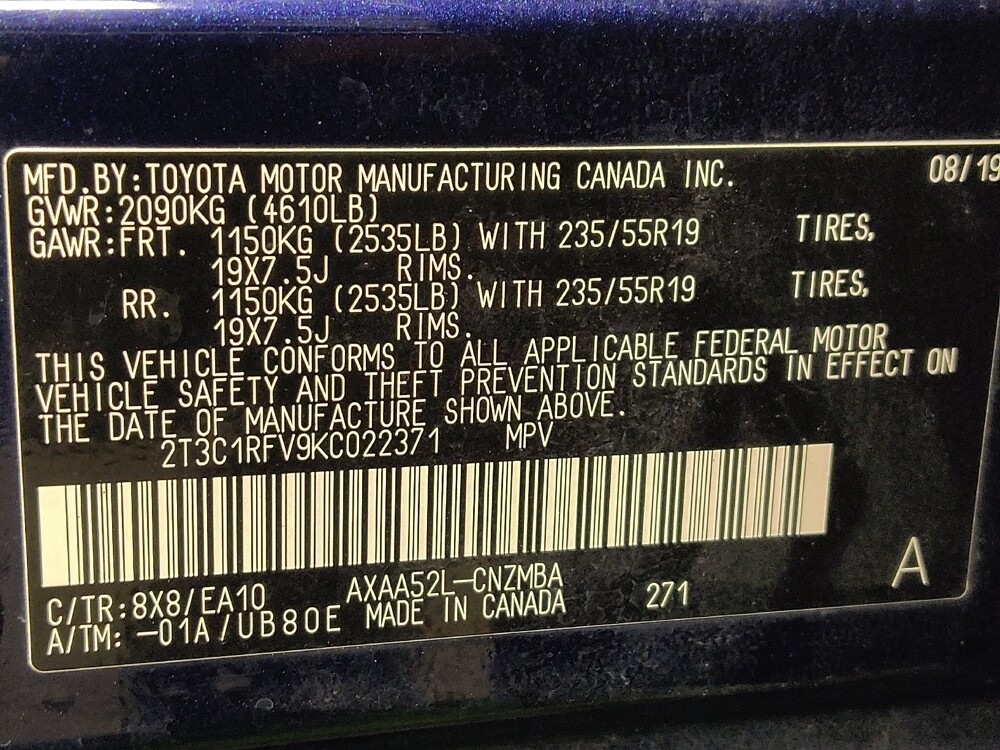 MFD.BY:TOYOTA MOTOR MANUFACTURING CANADA INC. 08/19
GVWR:2090KG (4610LB)
GAWR:FRT. 1150KG (2535LB) WITH 235/55R19 TIRES,
19X7.5J RIMS.
RR. 1150KG (2535LB) WITH 235/55R19 TIRES,
19X7.5J RIMS.
THIS VEHICLE CONFORMS TO ALL APPLICABLE FEDERAL MOTOR
VEHICLE SAFETY AND THEFT PREVENTION STANDARDS IN EFFECT ON
THE DATE OF MANUFACTURE SHOWN ABOVE.
2T3C1RFV9KC022371 MPV
C/TR:8X8/EA10 AXAA52L-CNZMBA
A/TM: -01A/UB80E MADE IN CANADA 271 A